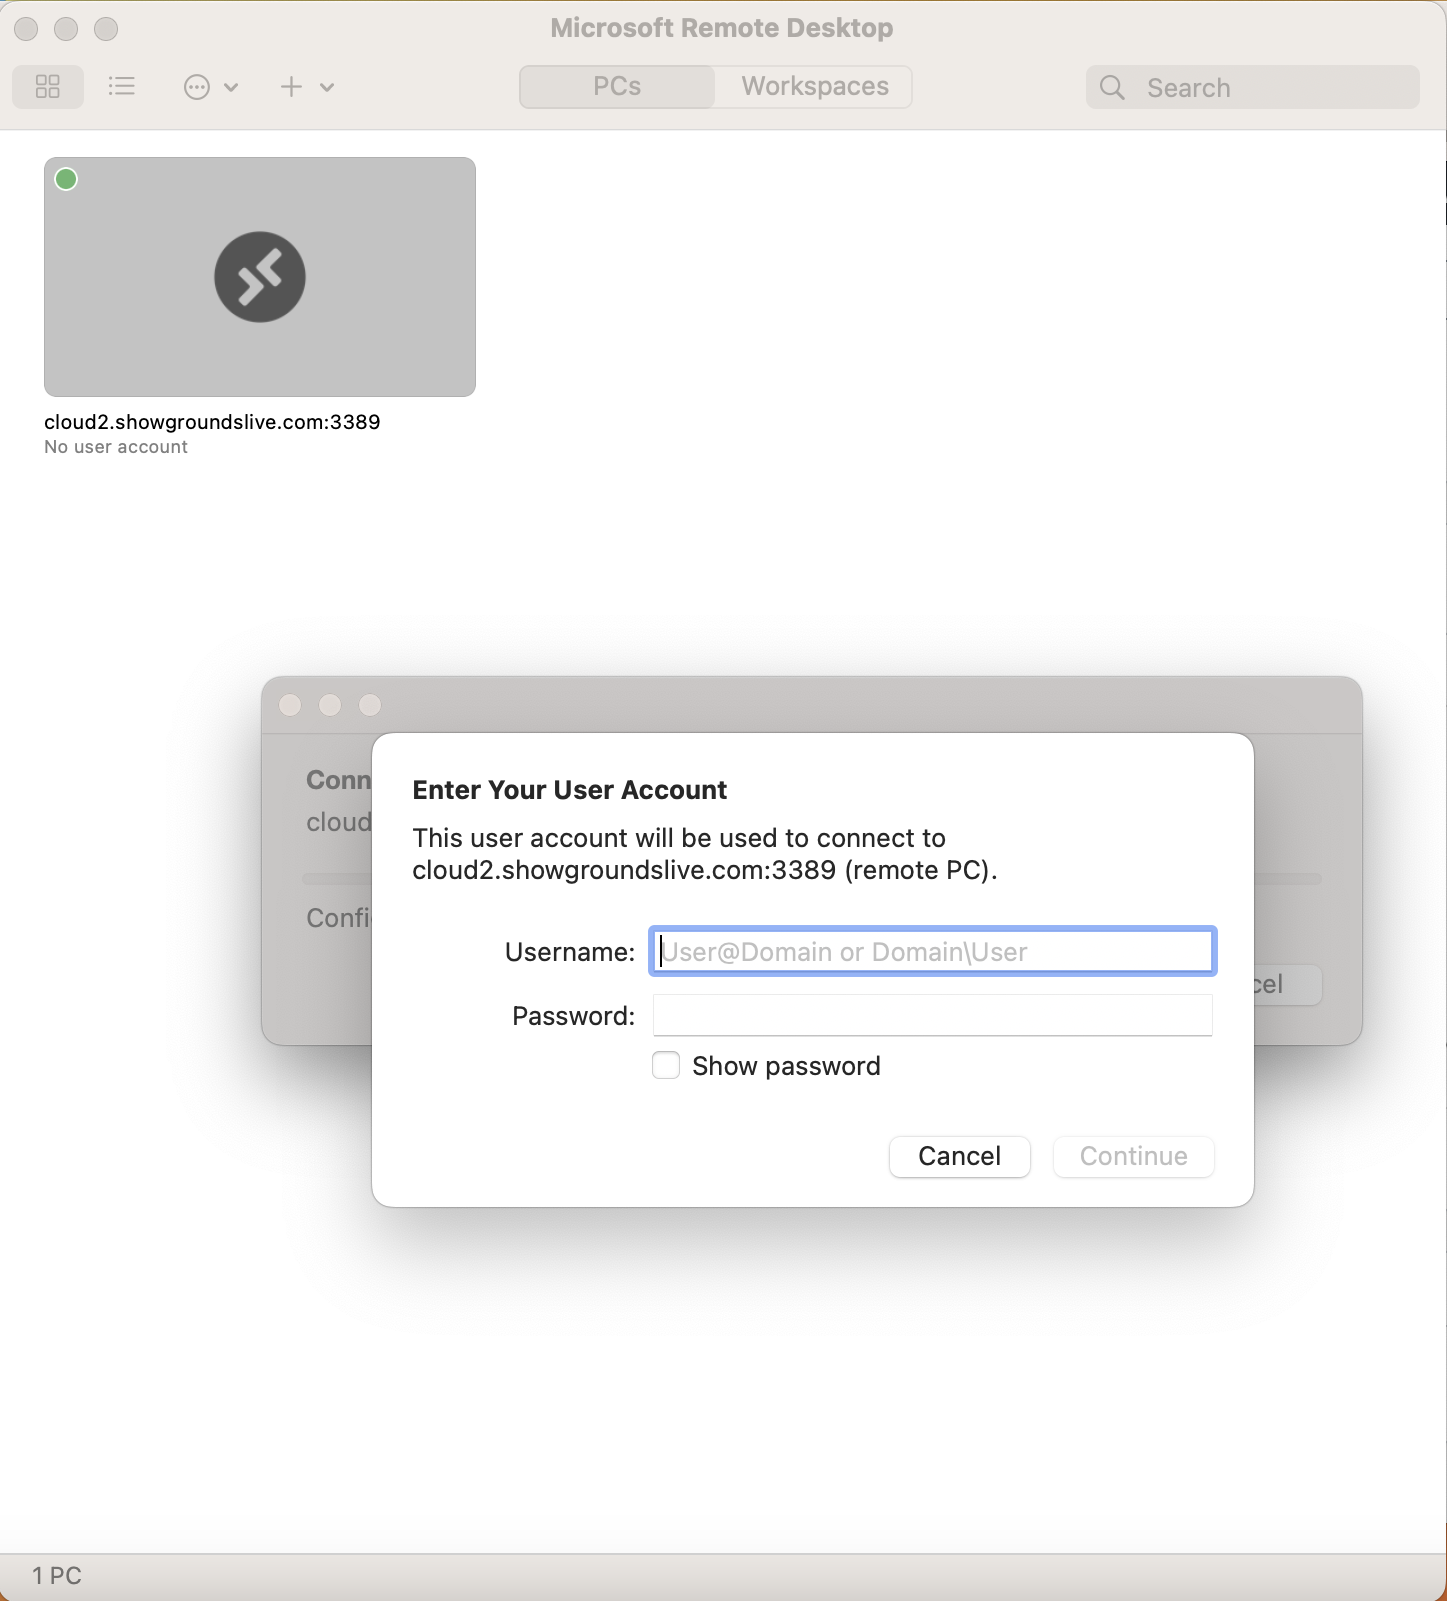 Microsoft Remote Desktop
PCs
Workspaces
Search
cloud2.showgroundslive.com:3389
No user account
Conn
cloud
Confi
cel
Enter Your User Account
This user account will be used to connect to
cloud2.showgroundslive.com:3389 (remote PC).
Username: User@Domain or Domain\User
Password:
Show password
Cancel
Continue
1 PC